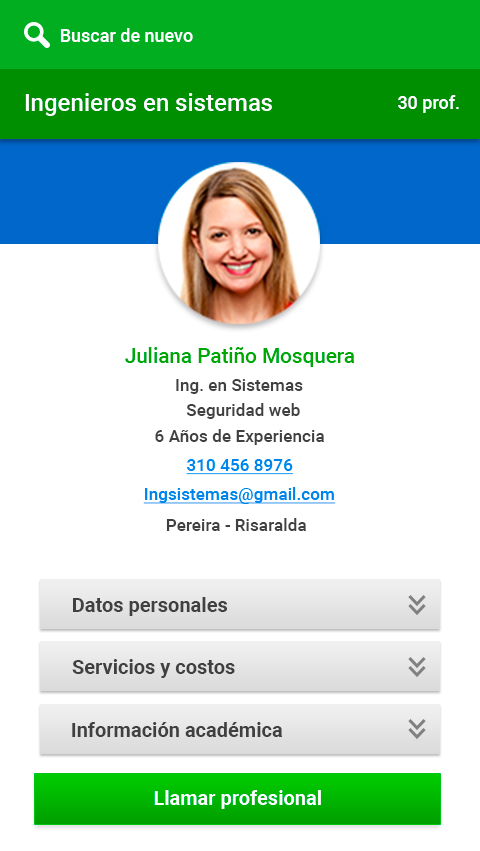 Buscar de nuevo
Ingenieros en sistemas
30 prof.
Juliana Patiño Mosquera
Ing. en Sistemas
Seguridad web
6 Años de Experiencia
310 456 8976
Ingsistemas@gmail.com
Pereira - Risaralda
Datos personales
Servicios y costos
Información académica
Llamar profesional